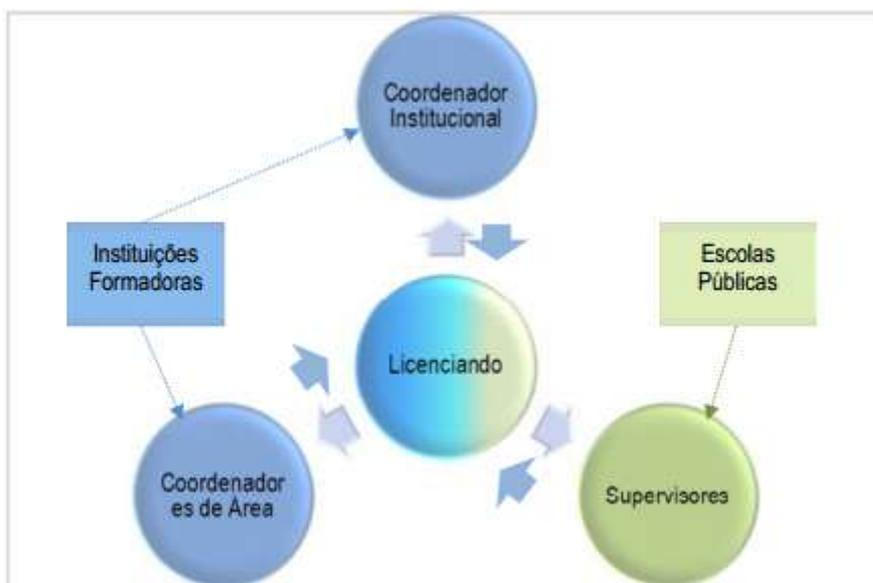 Coordenador
Institucional
Instituições
Formadoras
Escolas
Públicas
Licenciando
Coordenador
es de Área
Supervisores